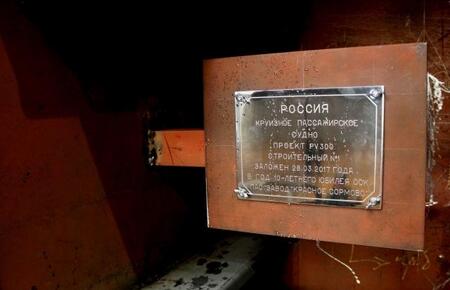 РОССИЯ
КРУИЗНОЕ ПАССАЖИРСКОЕ
СУДНО
ПРОЕКТ PV300
СТРОИТЕЛЬНЫЙ №1
ЗАЛОЖЕН 28.03.2017 ГОДА
В ГОД 10-ЛЕТНЕГО ЮБИЛЕЯ ОСК
ПАО "ЗАВОД "КРАСНОЕ СОРМОВО"